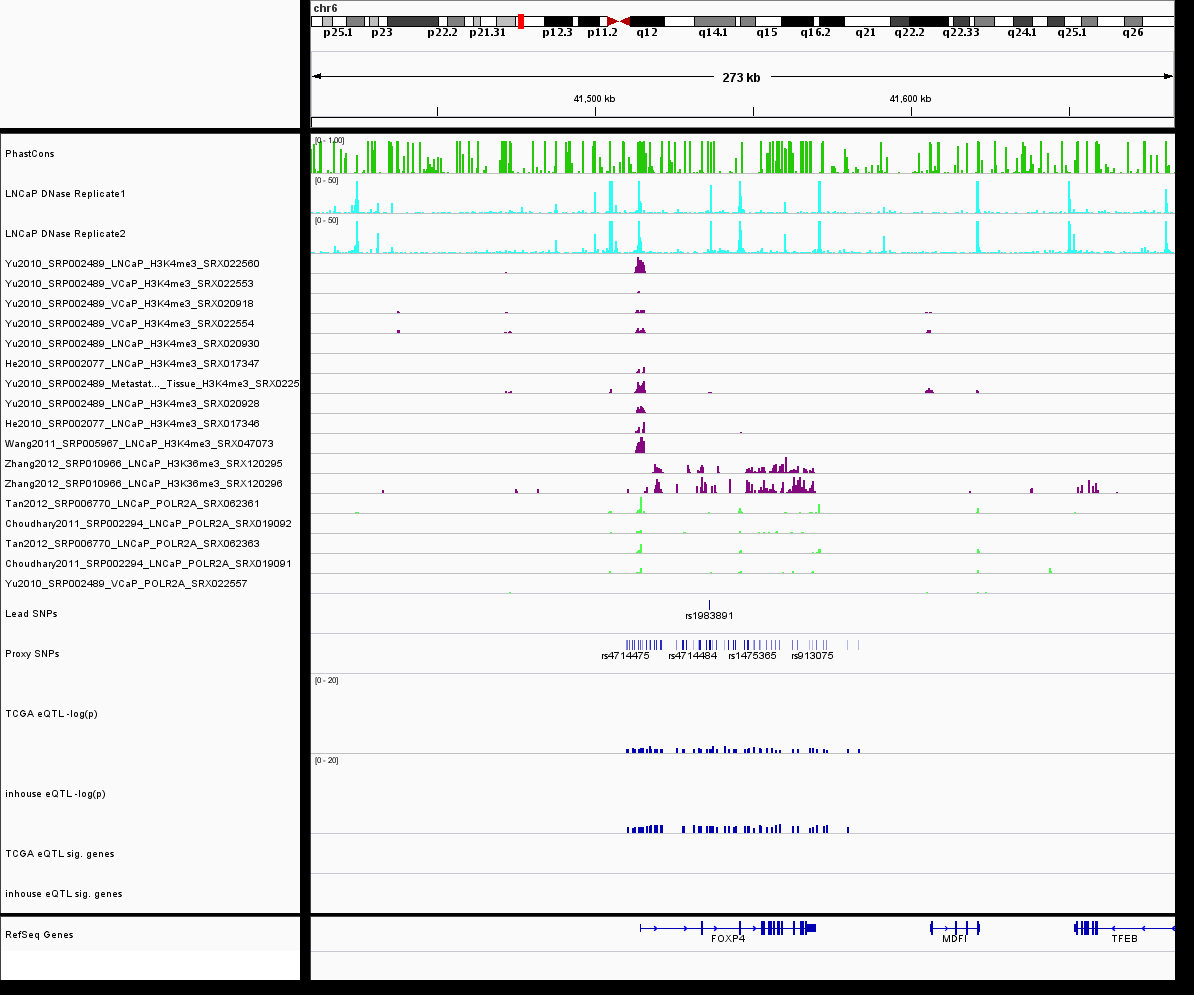 chr6
p25.1 p23 p22.2 p21.31 p12.3 p11.2 q12 q14.1 q15 q16.2 q21 q22.2 q22.33 q24.1 q25.1 q26
273 kb
41,500 kb 41,600 kb
PhastCons [0 - 1.00]
LNCaP DNase Replicate1 [0 - 50]
LNCaP DNase Replicate2 [0 - 50]
Yu2010_SRP002489_LNCaP_H3K4me3_SRX022560
Yu2010_SRP002489_VCaP_H3K4me3_SRX022553
Yu2010_SRP002489_VCaP_H3K4me3_SRX020918
Yu2010_SRP002489_VCaP_H3K4me3_SRX022554
Yu2010_SRP002489_LNCaP_H3K4me3_SRX020930
He2010_SRP002077_LNCaP_H3K4me3_SRX017347
Yu2010_SRP002489_Metastat..._Tissue_H3K4me3_SRX0225
Yu2010_SRP002489_LNCaP_H3K4me3_SRX020928
He2010_SRP002077_LNCaP_H3K4me3_SRX017346
Wang2011_SRP005967_LNCaP_H3K4me3_SRX047073
Zhang2012_SRP010966_LNCaP_H3K36me3_SRX120295
Zhang2012_SRP010966_LNCaP_H3K36me3_SRX120296
Tan2012_SRP006770_LNCaP_POLR2A_SRX062361
Choudhary2011_SRP002294_LNCaP_POLR2A_SRX019092
Tan2012_SRP006770_LNCaP_POLR2A_SRX062363
Choudhary2011_SRP002294_LNCaP_POLR2A_SRX019091
Yu2010_SRP002489_VCaP_POLR2A_SRX022557
Lead SNPs
rs1983891
Proxy SNPs
rs4714475 rs4714484 rs1475365 rs913075
[0 - 20]
TCGA eQTL -log(p)
[0 - 20]
inhouse eQTL -log(p)
TCGA eQTL sig. genes
inhouse eQTL sig. genes
RefSeq Genes
FOXP4 MDFI TFEB